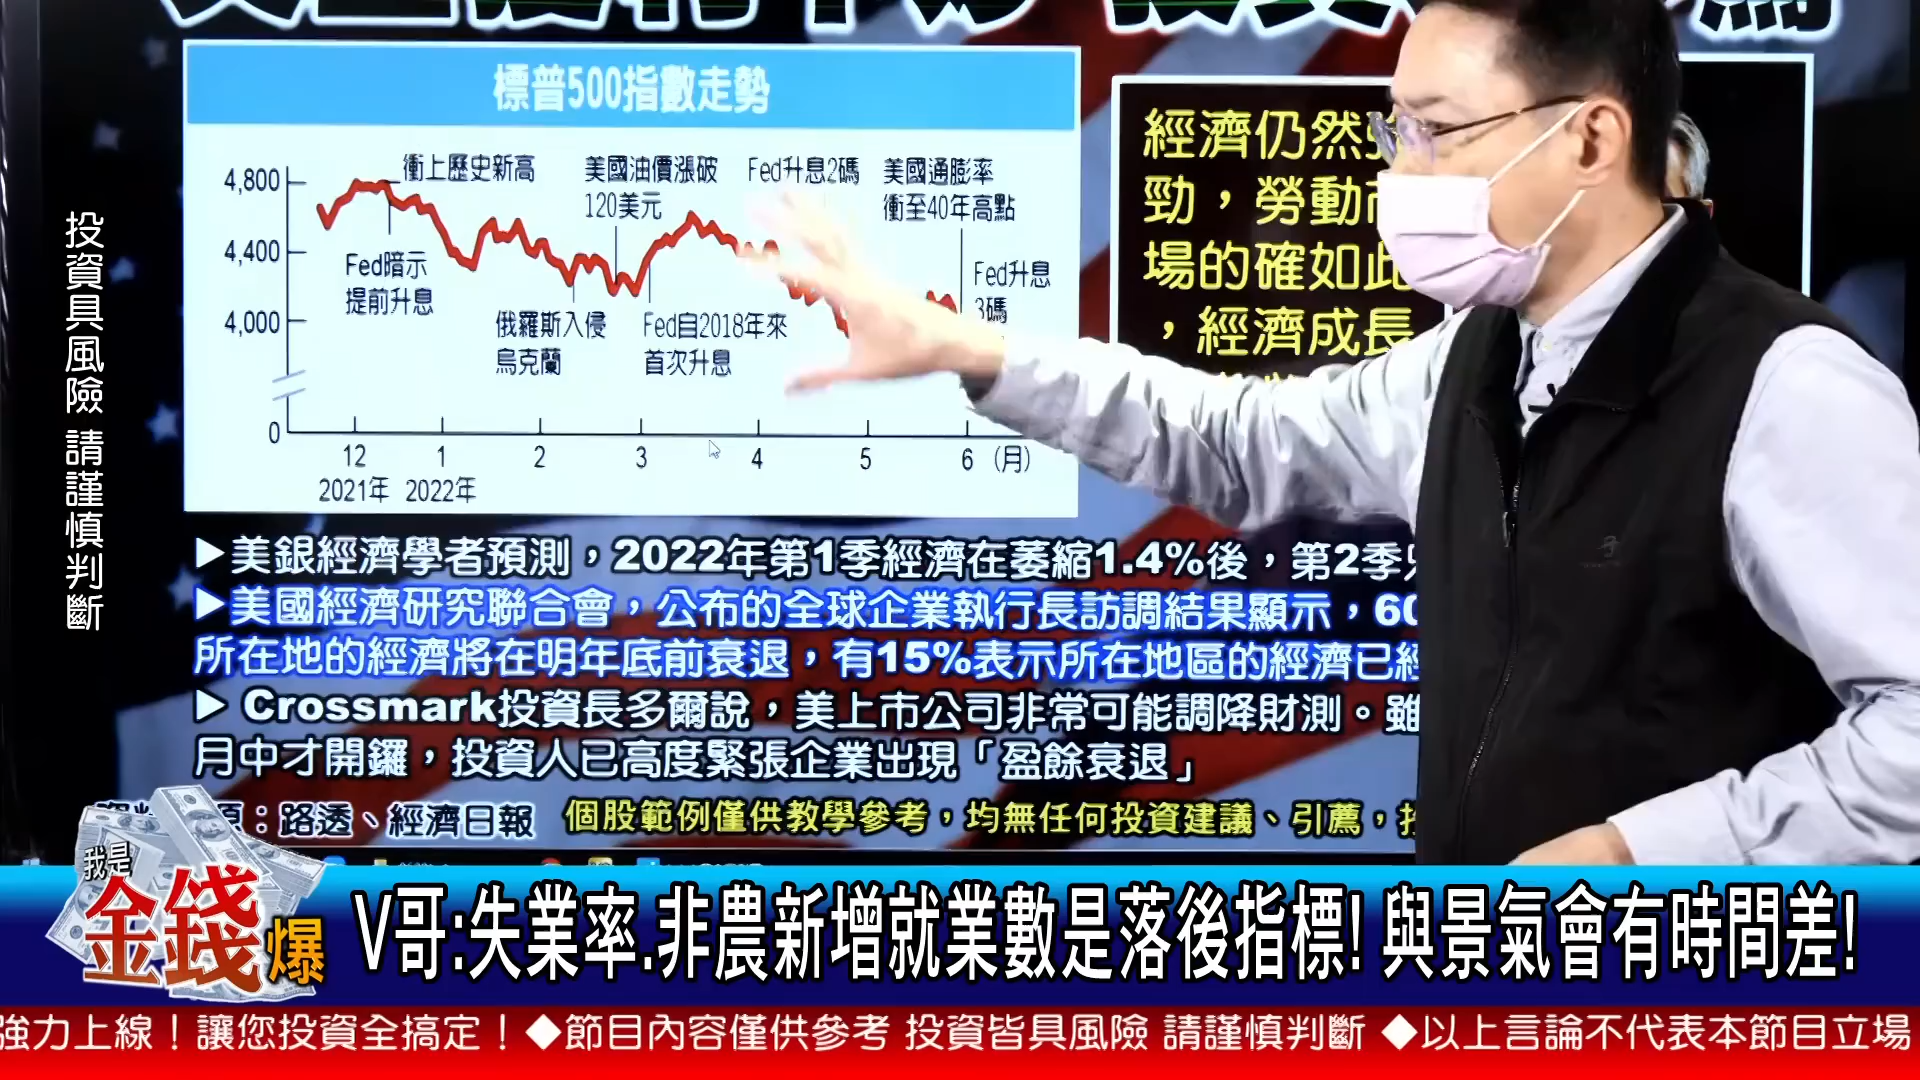 標普500指數走勢
4,800
4,400
4,000
0
衝上歷史新高
美國油價漲破
120美元
Fed升息2碼
美國通膨率
衝至40年高點
Fed暗示
提前升息
俄羅斯入侵
烏克蘭
Fed自2018年來
首次升息
Fed升息
3碼
12 1 2 3 4 5 6 (月)
2021年 2022年
經濟仍然
勁,勞動
場的確如此
,經濟成長
投資具風險 請謹慎判斷
▶美銀經濟學者預測,2022年第1季經濟在萎縮1.4%後,第2季
▶美國經濟研究聯合會,公布的全球企業執行長訪調結果顯示,60
所在地的經濟將在明年底前衰退,有15%表示所在地區的經濟已經
▶ Crossmark投資長多爾說,美上市公司非常可能調降財測。雖
月中才開鑼,投資人已高度緊張企業出現「盈餘衰退」
:路透、經濟日報
個股範例僅供教學參考,均無任何投資建議、引薦,
我是
金錢爆
V哥:失業率.非農新增就業數是落後指標! 與景氣會有時間差!
強力上線!讓您投資全搞定!◆節目內容僅供參考 投資皆具風險 請謹慎判斷 ◆以上言論不代表本節目立場